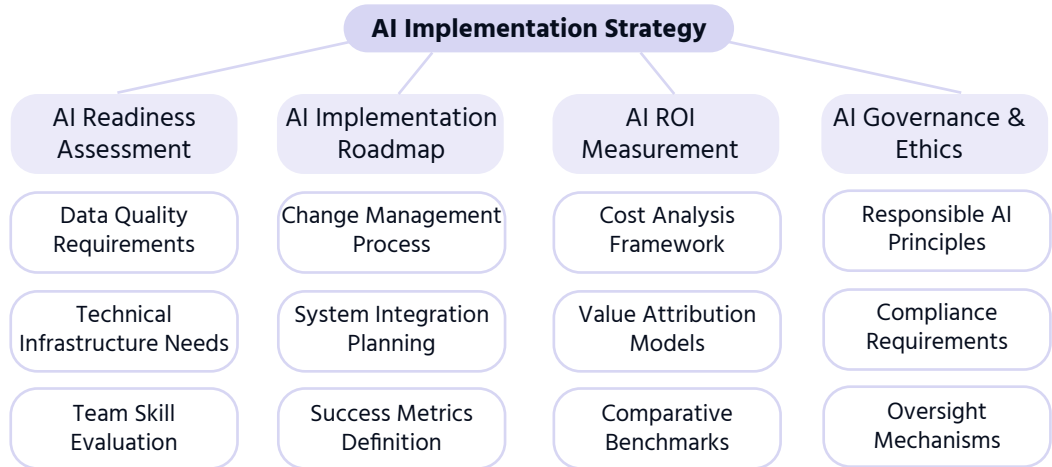 AI Implementation Strategy
AI Readiness
Assessment
AI Implementation
Roadmap
AI ROI
Measurement
AI Governance &
Ethics
Data Quality
Requirements
Change Management
Process
Cost Analysis
Framework
Responsible AI
Principles
Technical
Infrastructure Needs
System Integration
Planning
Value Attribution
Models
Compliance
Requirements
Team Skill
Evaluation
Success Metrics
Definition
Comparative
Benchmarks
Oversight
Mechanisms